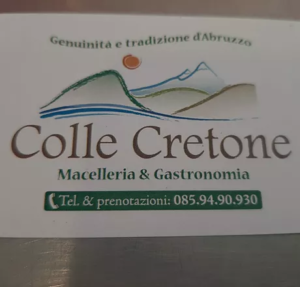 Genuinità e tradizione d'Abruzzo
Colle Cretone
Macelleria & Gastronomia
Tel. & prenotazioni: 085.94.90.930